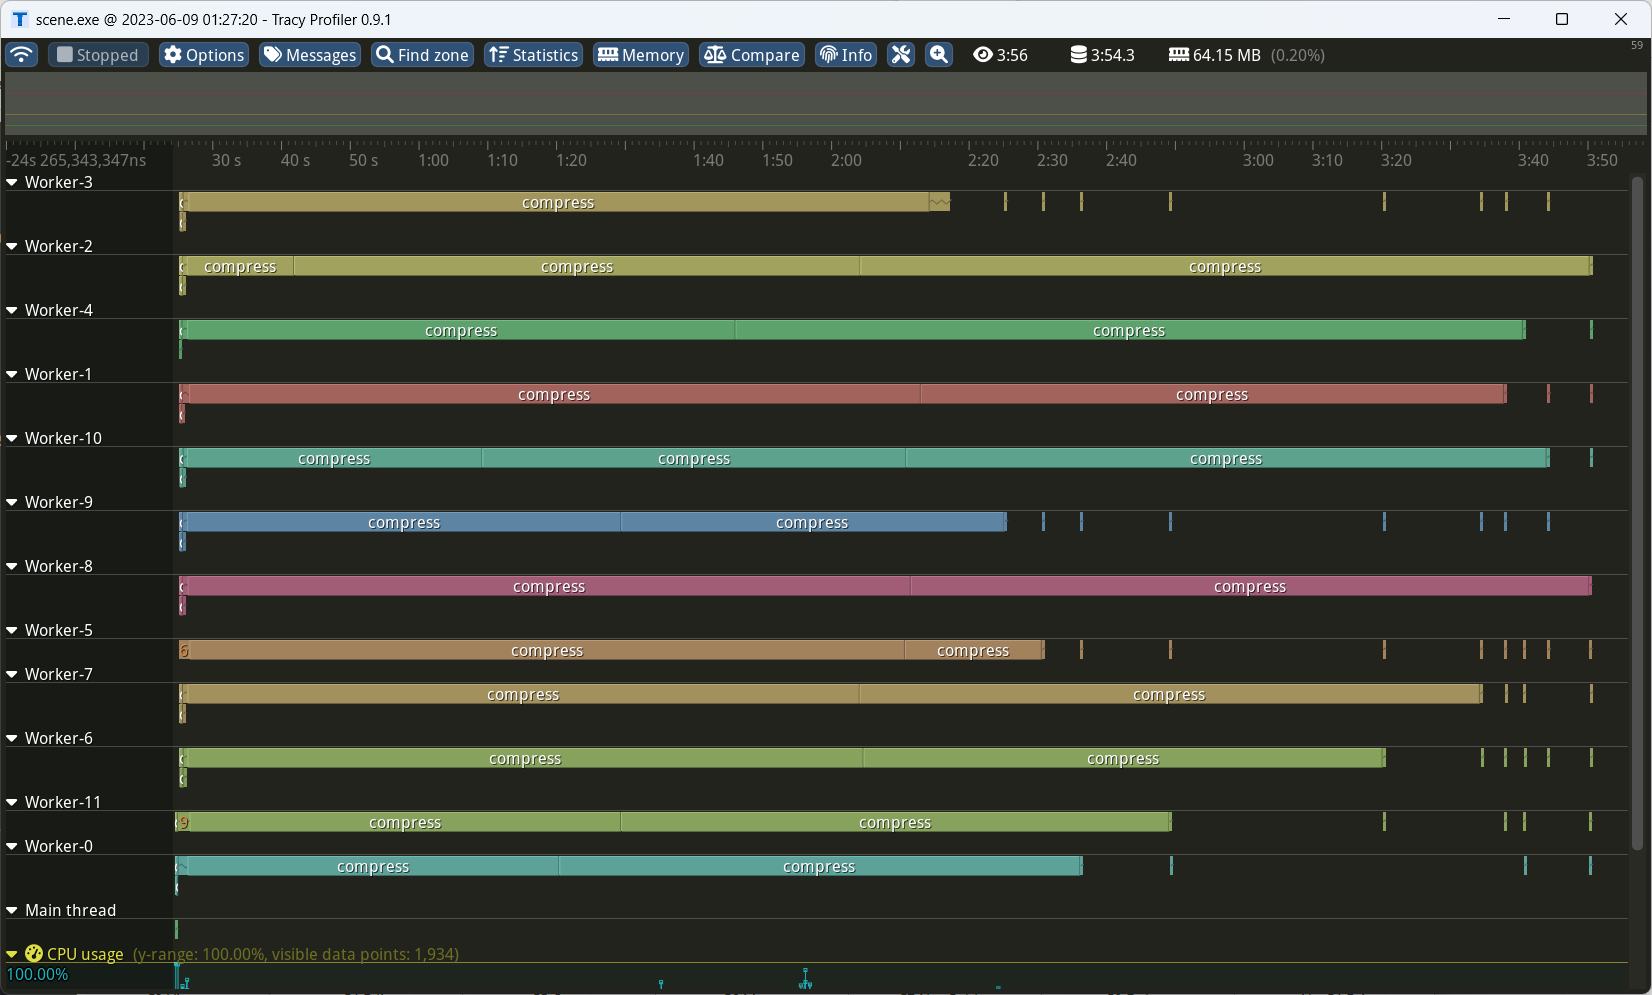 scene.exe @ 2023-06-09 01:27:20 - Tracy Profiler 0.9.1
Stopped Options Messages Find zone Statistics Memory Compare Info 3:56 3:54.3 64.15 MB (0.20%) 59
-24s 265,343,347ns 30 s 40 s 50 s 1:00 1:10 1:20 1:40 1:50 2:00 2:20 2:30 2:40 3:00 3:10 3:20 3:40 3:50
Worker-3
compress
Worker-2
compress compress compress
Worker-4
compress compress
Worker-1
compress compress
Worker-10
compress compress compress
Worker-9
compress compress
Worker-8
compress compress
Worker-5
6 compress compress
Worker-7
compress compress
Worker-6
compress compress
Worker-11
9 compress compress
Worker-0
compress compress
Main thread
CPU usage (y-range: 100.00%, visible data points: 1,934)
100.00%